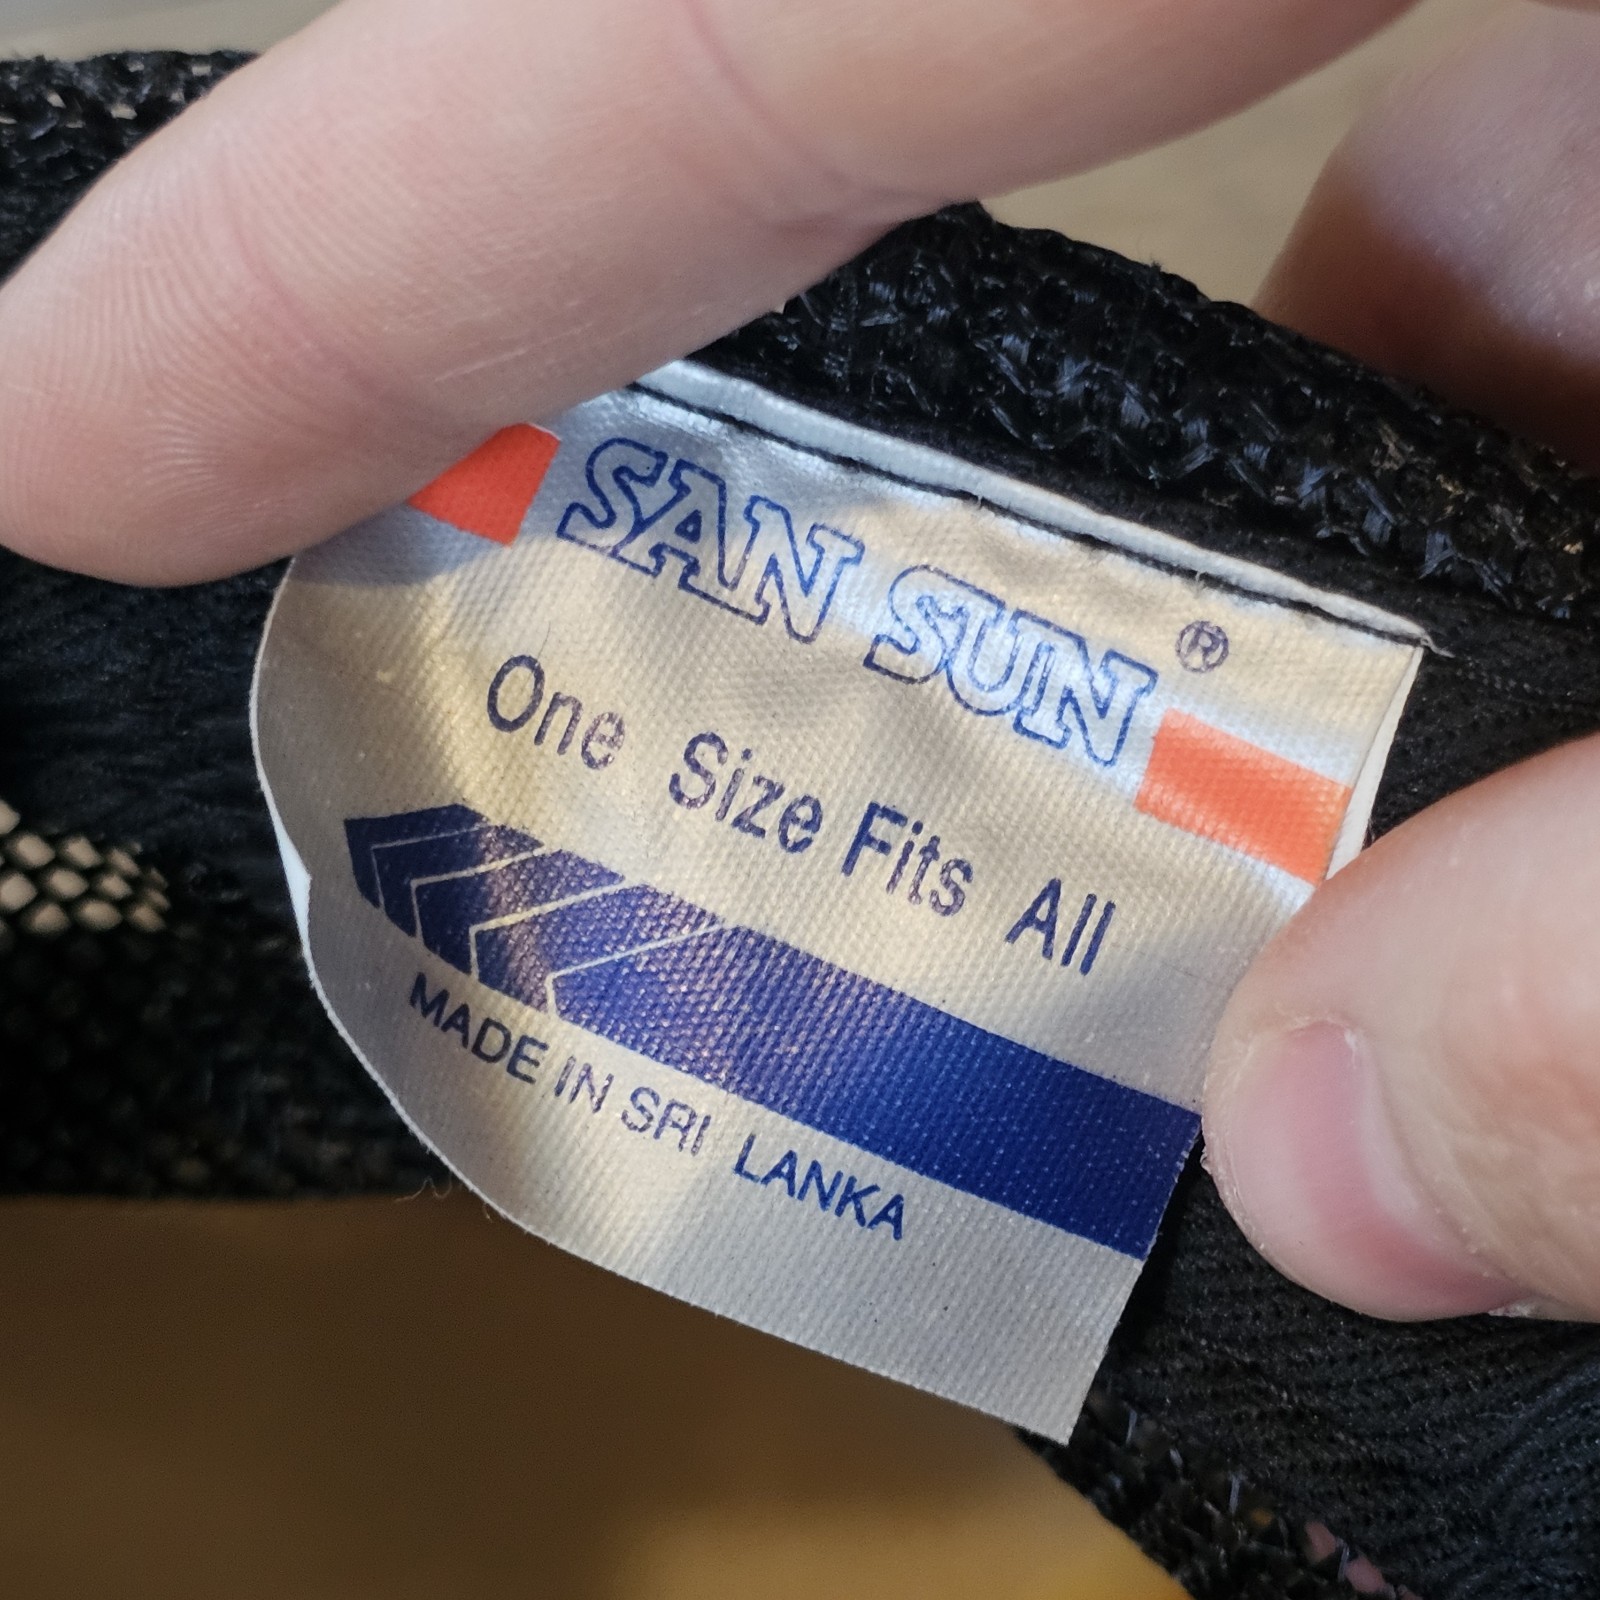 SAN SUN ®
One Size Fits All
MADE IN SRI LANKA